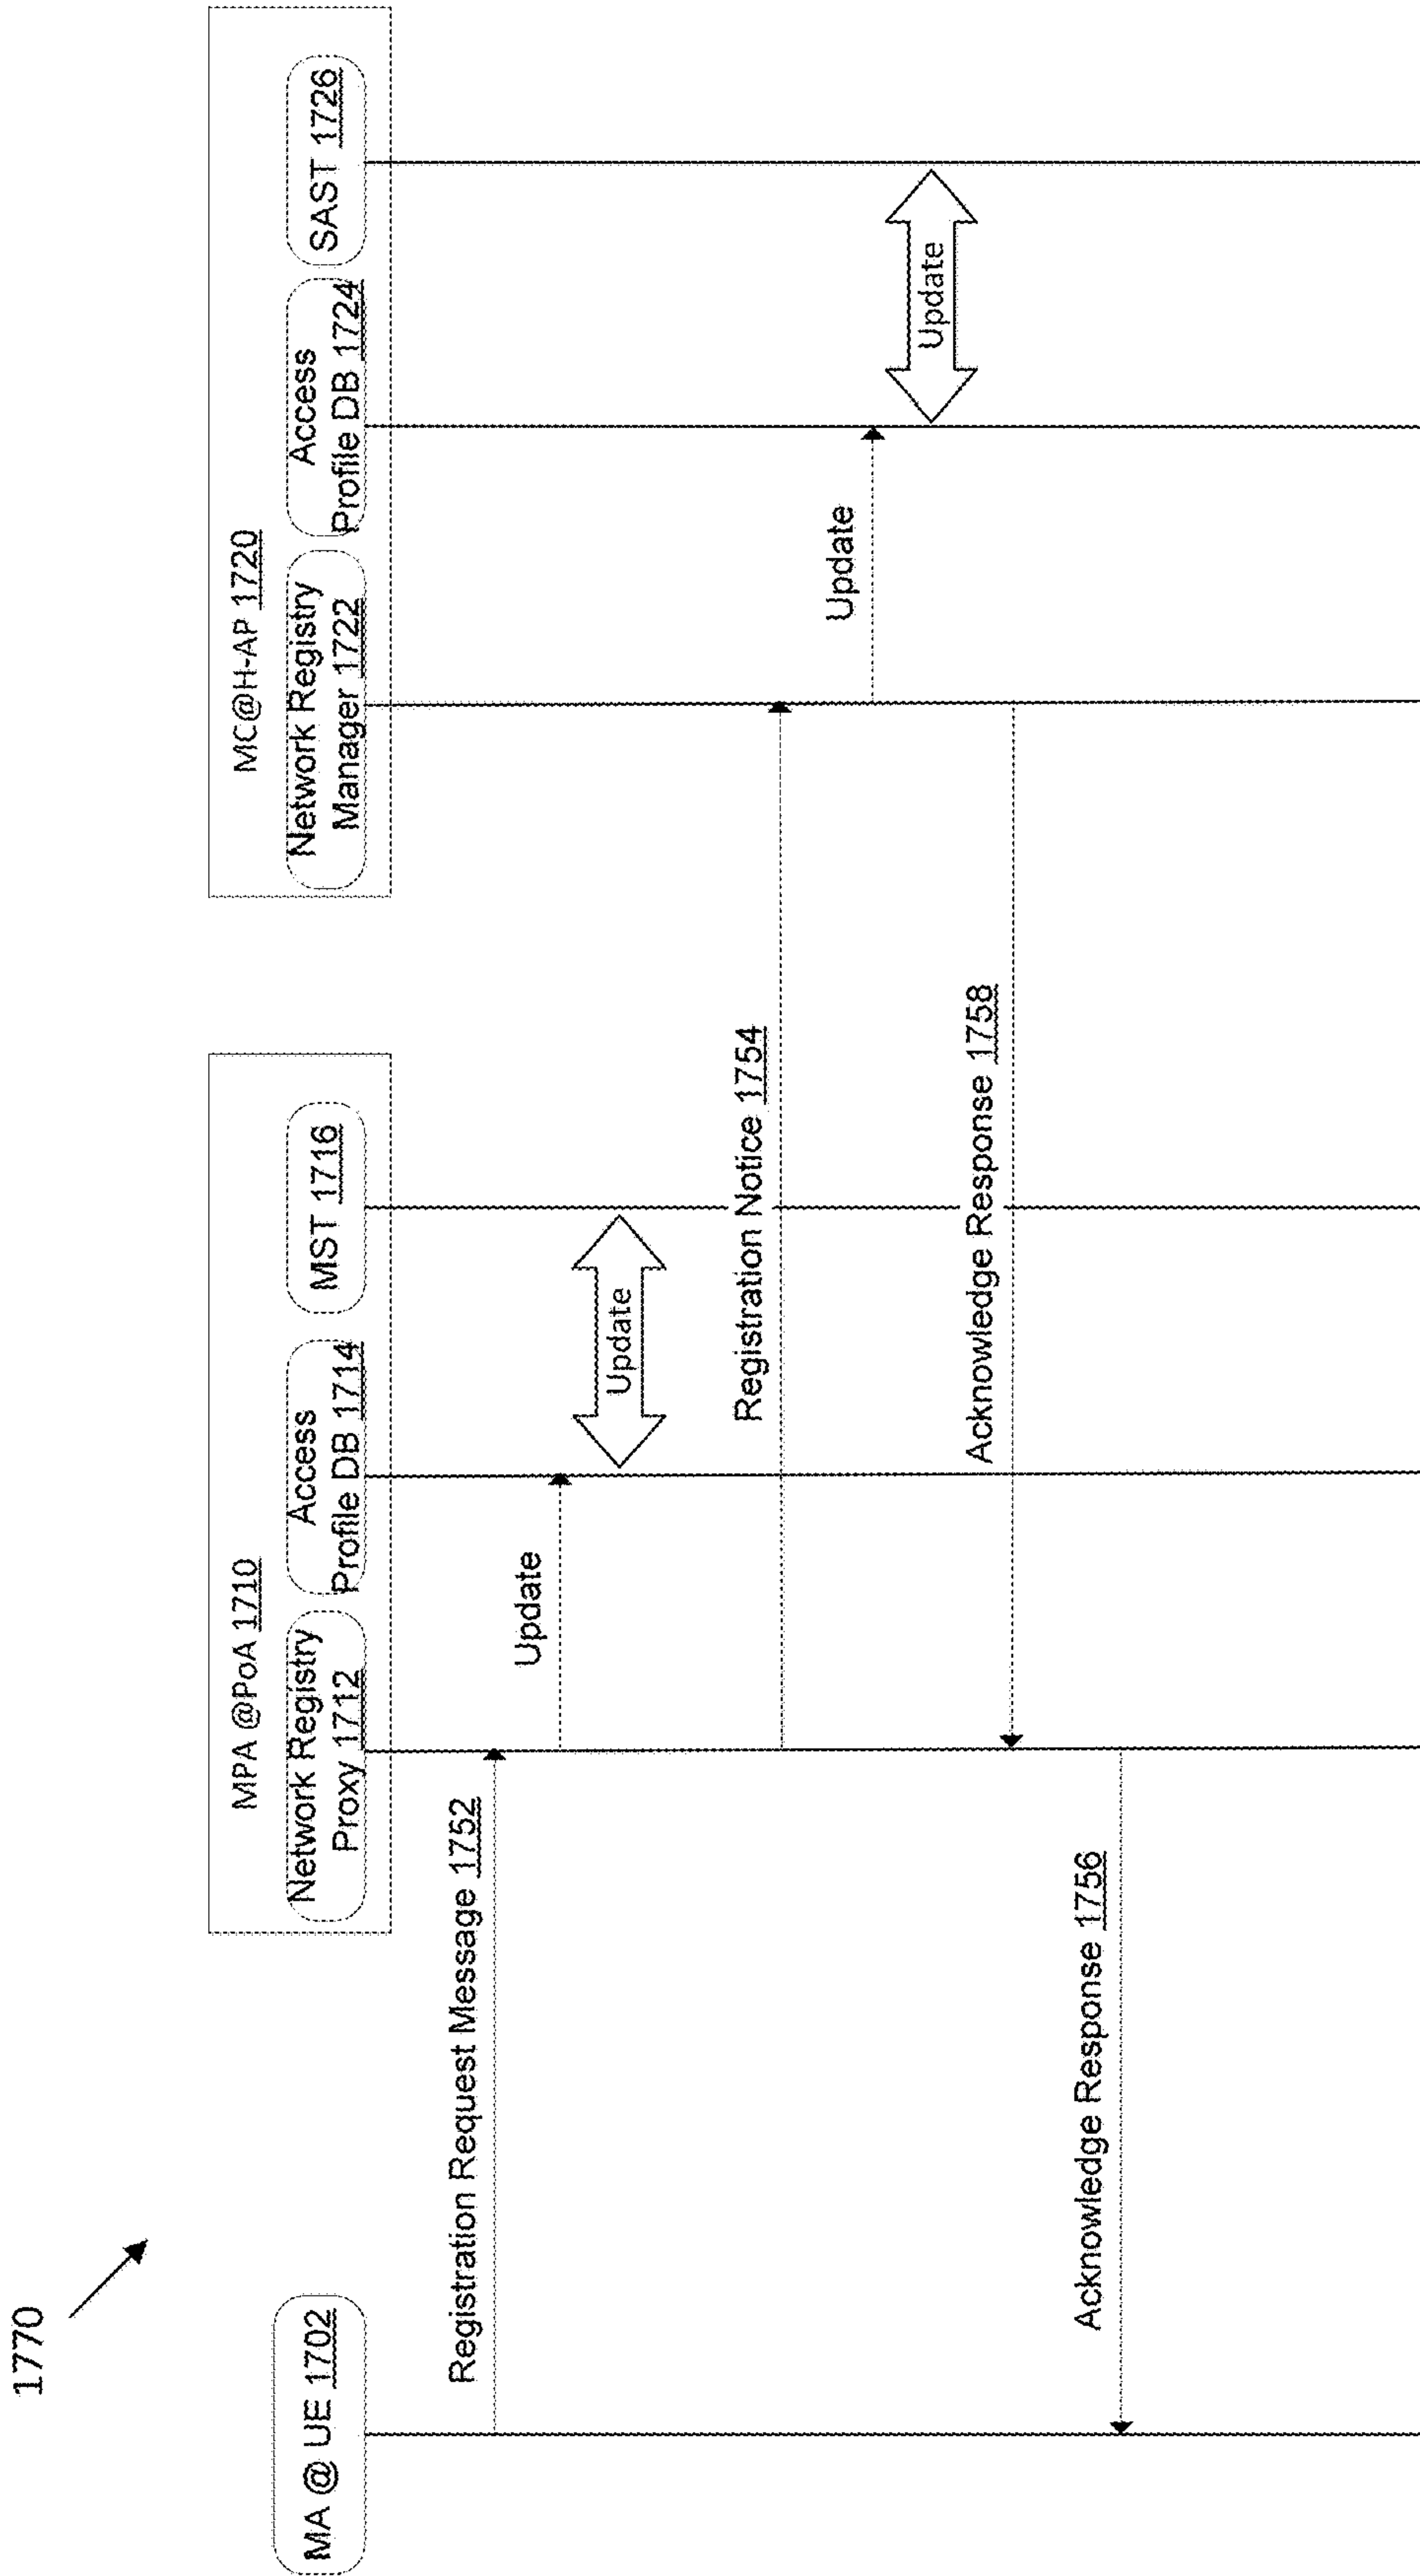 1770
MA @ UE 1702
MPA @PoA 1710
Network Registry
Proxy 1712
Access
Profile DB 1714
MST 1716
MC@H-AP 1720
Network Registry
Manager 1722
Access
Profile DB 1724
SAST 1726
Registration Request Message 1752
Update
Update
Registration Notice 1754
Update
Update
Acknowledge Response 1758
Acknowledge Response 1756